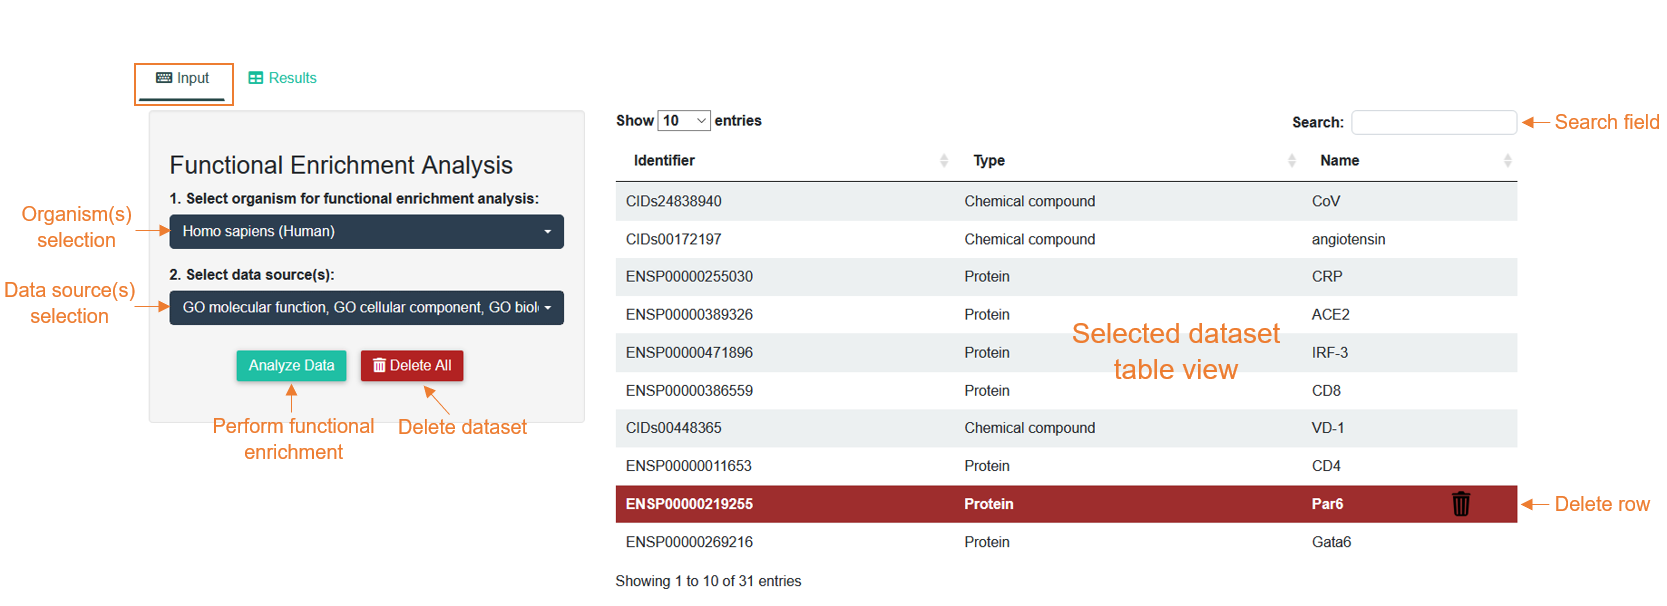 Input
Results
Functional Enrichment Analysis
1. Select organism for functional enrichment analysis:
Organism(s)
selection
Homo sapiens (Human)
2. Select data source(s):
Data source(s)
selection
GO molecular function, GO cellular component, GO biol
Analyze Data
Delete All
Perform functional
enrichment
Delete dataset
Show 10 entries
Search:
Search field
Identifier Type Name
CIDs24838940 Chemical compound CoV
CIDs00172197 Chemical compound angiotensin
ENSP00000255030 Protein CRP
ENSP00000389326 Protein ACE2
ENSP00000471896 Protein IRF-3
ENSP00000386559 Protein CD8
CIDs00448365 Chemical compound VD-1
ENSP00000011653 Protein CD4
ENSP00000219255 Protein Par6
ENSP00000269216 Protein Gata6
Selected dataset
table view
Delete row
Showing 1 to 10 of 31 entries